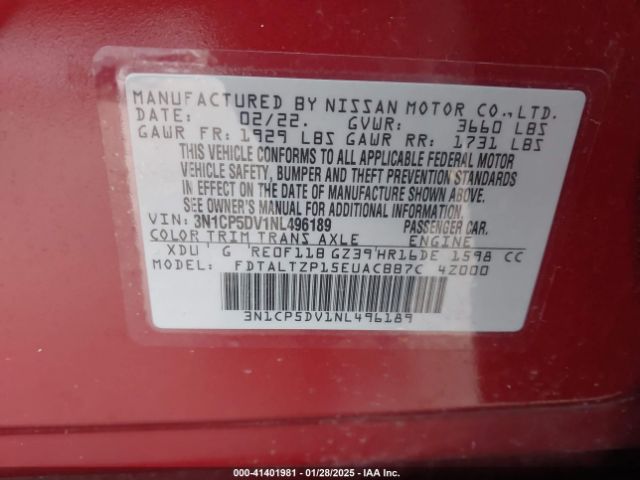 MANUFACTURED BY NISSAN MOTOR CO.,LTD.
DATE: 02/22. GVWR: 3660 LBS
GAWR FR: 1929 LBS GAWR RR: 1731 LBS
THIS VEHICLE CONFORMS TO ALL APPLICABLE FEDERAL MOTOR
VEHICLE SAFETY, BUMPER AND THEFT PREVENTION STANDARDS
IN EFFECT ON THE DATE OF MANUFACTURE SHOWN ABOVE.
SEE OWNER'S MANUAL FOR ADDITIONAL INFORMATION.
VIN: 3N1CP5DV1NL496189 PASSENGER CAR.
COLOR TRIM TRANS AXLE ENGINE
XDU G RE0F11B GZ39 HR16DE 1598 CC
MODEL: FDTALTZP15EUACBB7C 4Z000
3N1CP5DV1NL496189
000-41401981 - 01/28/2025 - IAA Inc.